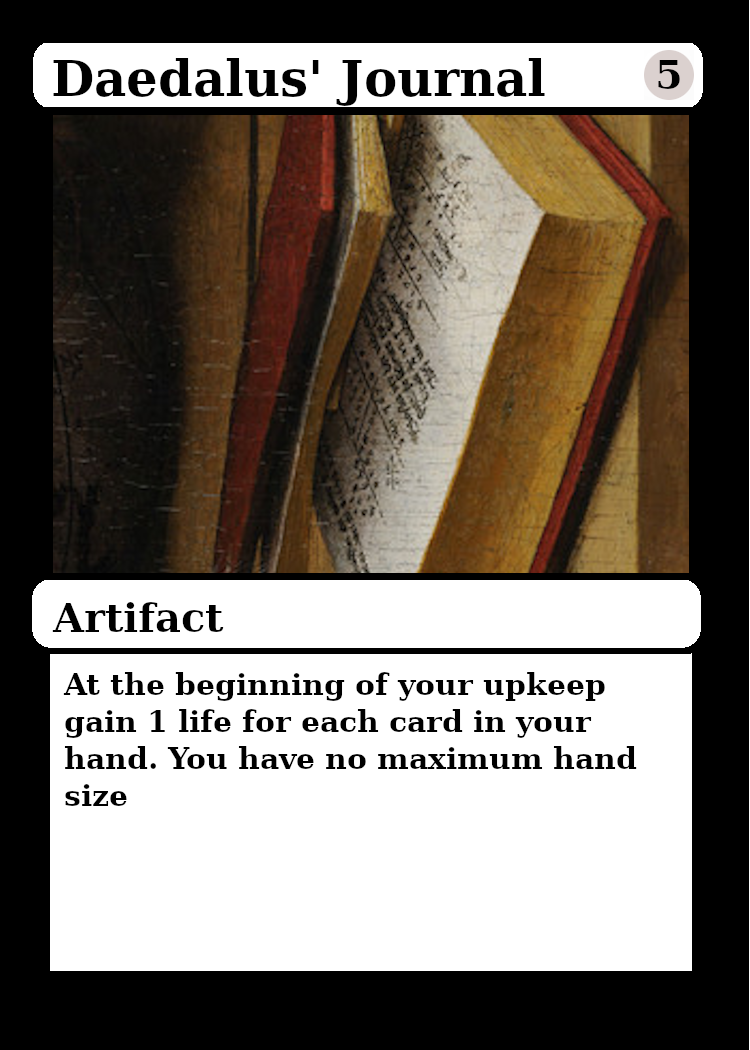 Daedalus' Journal 5
Artifact
At the beginning of your upkeep
gain 1 life for each card in your
hand. You have no maximum hand
size